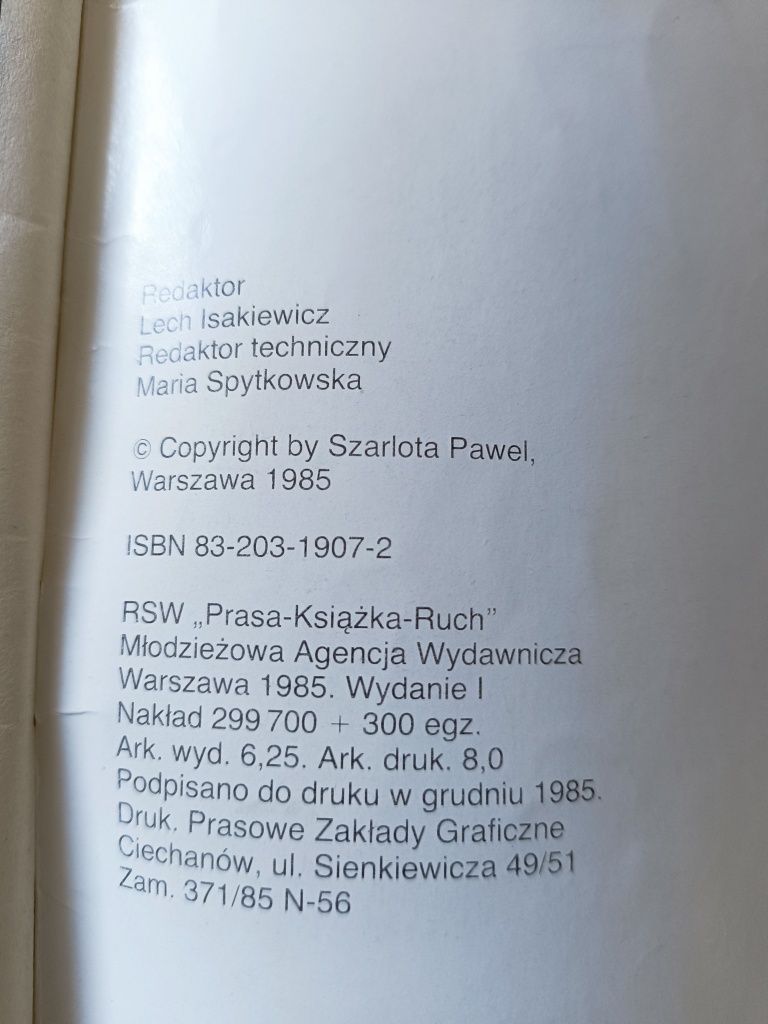 Redaktor
Lech Isakiewicz
Redaktor techniczny
Maria Spytkowska
© Copyright by Szarlota Pawel,
Warszawa 1985
ISBN 83-203-1907-2
RSW „Prasa-Książka-Ruch”
Młodzieżowa Agencja Wydawnicza
Warszawa 1985. Wydanie I
Nakład 299 700 + 300 egz.
Ark. wyd. 6,25. Ark. druk. 8,0
Podpisano do druku w grudniu 1985.
Druk. Prasowe Zakłady Graficzne
Ciechanów, ul. Sienkiewicza 49/51
Zam. 371/85 N-56